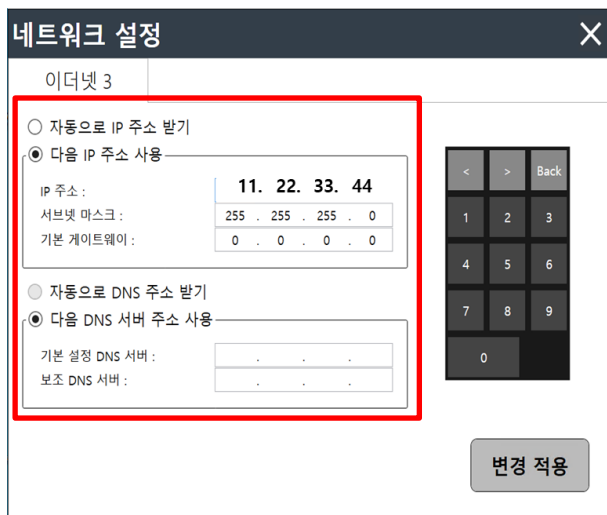 네트워크 설정 X
이더넷 3
자동으로 IP 주소 받기
다음 IP 주소 사용
IP 주소 : 11. 22. 33. 44
서브넷 마스크 : 255 . 255 . 255 . 0
기본 게이트웨이 : 0 . 0 . 0 . 0
자동으로 DNS 주소 받기
다음 DNS 서버 주소 사용
기본 설정 DNS 서버 : . . .
보조 DNS 서버 : . . .
< > Back
1 2 3
4 5 6
7 8 9
0
변경 적용